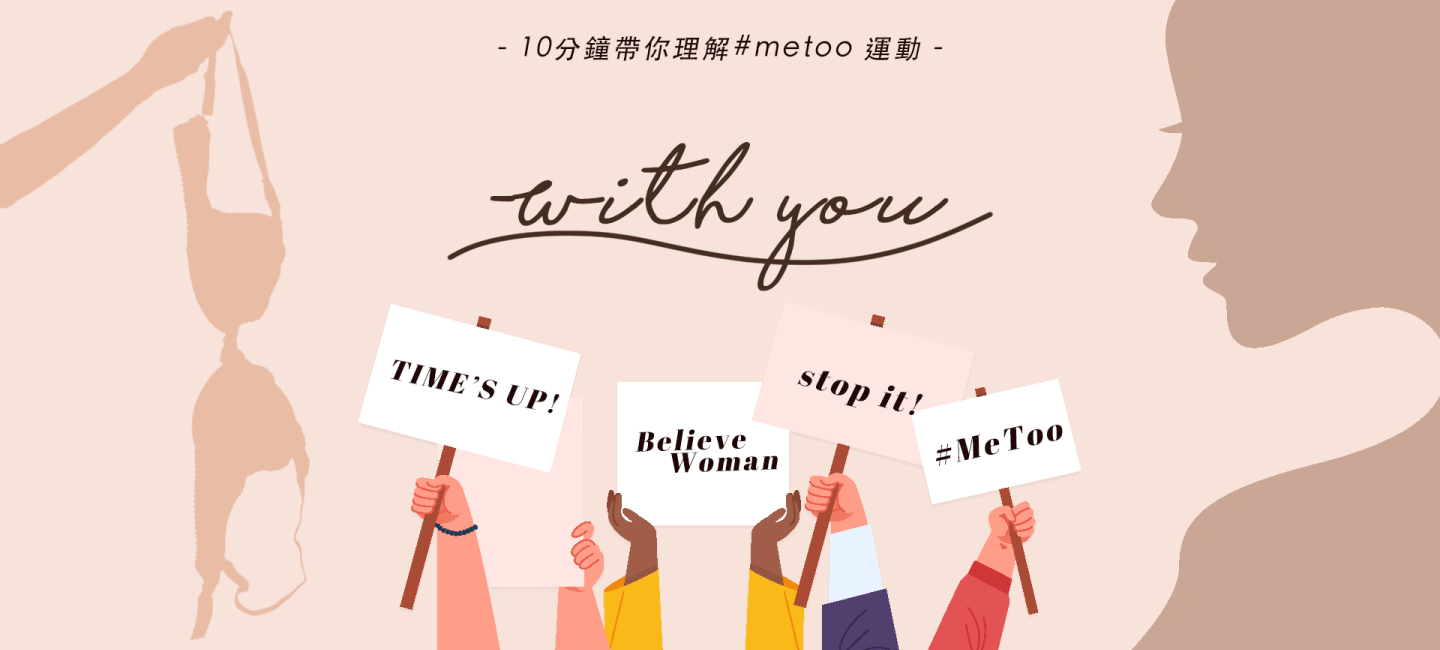 - 10分鐘帶你理解#metoo 運動 -
with you
TIME'S UP!
Believe
Woman
stop it!
#MeToo